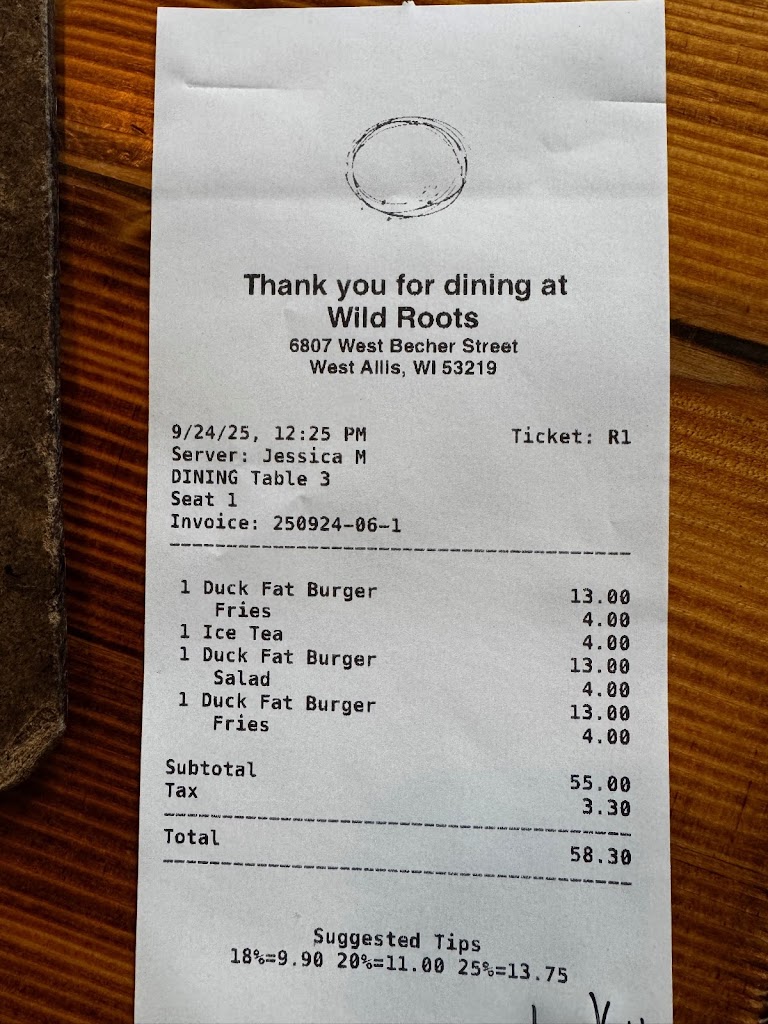 Thank you for dining at
Wild Roots
6807 West Becher Street
West Allis, WI 53219
9/24/25, 12:25 PM Ticket: R1
Server: Jessica M
DINING Table 3
Seat 1
Invoice: 250924-06-1
1 Duck Fat Burger 13.00
Fries 4.00
1 Ice Tea 4.00
1 Duck Fat Burger 13.00
Salad 4.00
1 Duck Fat Burger 13.00
Fries 4.00
Subtotal 55.00
Tax 3.30
Total 58.30
Suggested Tips
18%=9.90 20%=11.00 25%=13.75